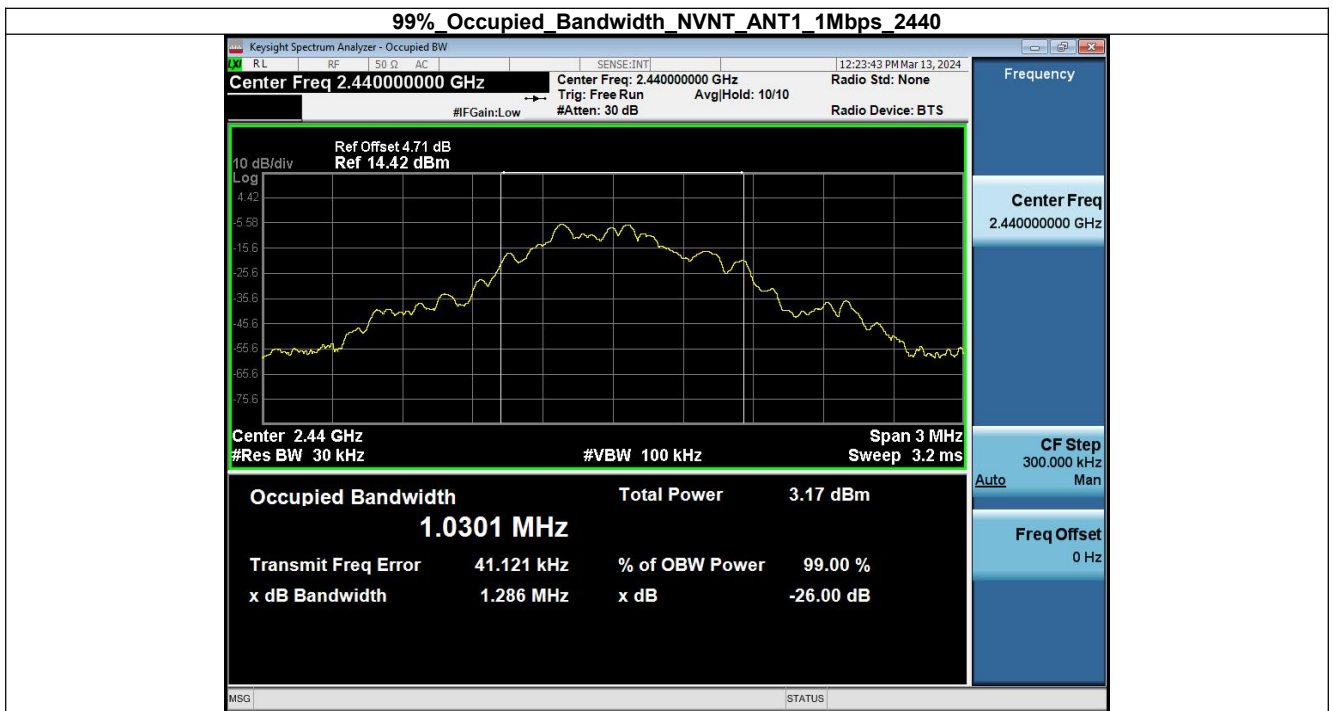 99%_Occupied_Bandwidth_NVNT_ANT1_1Mbps_2440
Keysight Spectrum Analyzer - Occupied BW
LXI RL RF 50 Ω AC SENSE:INT 12:23:43 PM Mar 13, 2024
Center Freq 2.440000000 GHz Center Freq: 2.440000000 GHz Radio Std: None
Trig: Free Run Avg|Hold: 10/10
#IFGain:Low #Atten: 30 dB Radio Device: BTS
Frequency
Ref Offset 4.71 dB
10 dB/div Ref 14.42 dBm
Log
4.42
-5.58
-15.6
-25.6
-35.6
-45.6
-55.6
-65.6
-75.6
Center 2.44 GHz Span 3 MHz
#Res BW 30 kHz #VBW 100 kHz Sweep 3.2 ms
Occupied Bandwidth Total Power 3.17 dBm
1.0301 MHz
Transmit Freq Error 41.121 kHz % of OBW Power 99.00 %
x dB Bandwidth 1.286 MHz x dB -26.00 dB
Center Freq
2.440000000 GHz
CF Step
300.000 kHz
Auto Man
Freq Offset
0 Hz
MSG STATUS